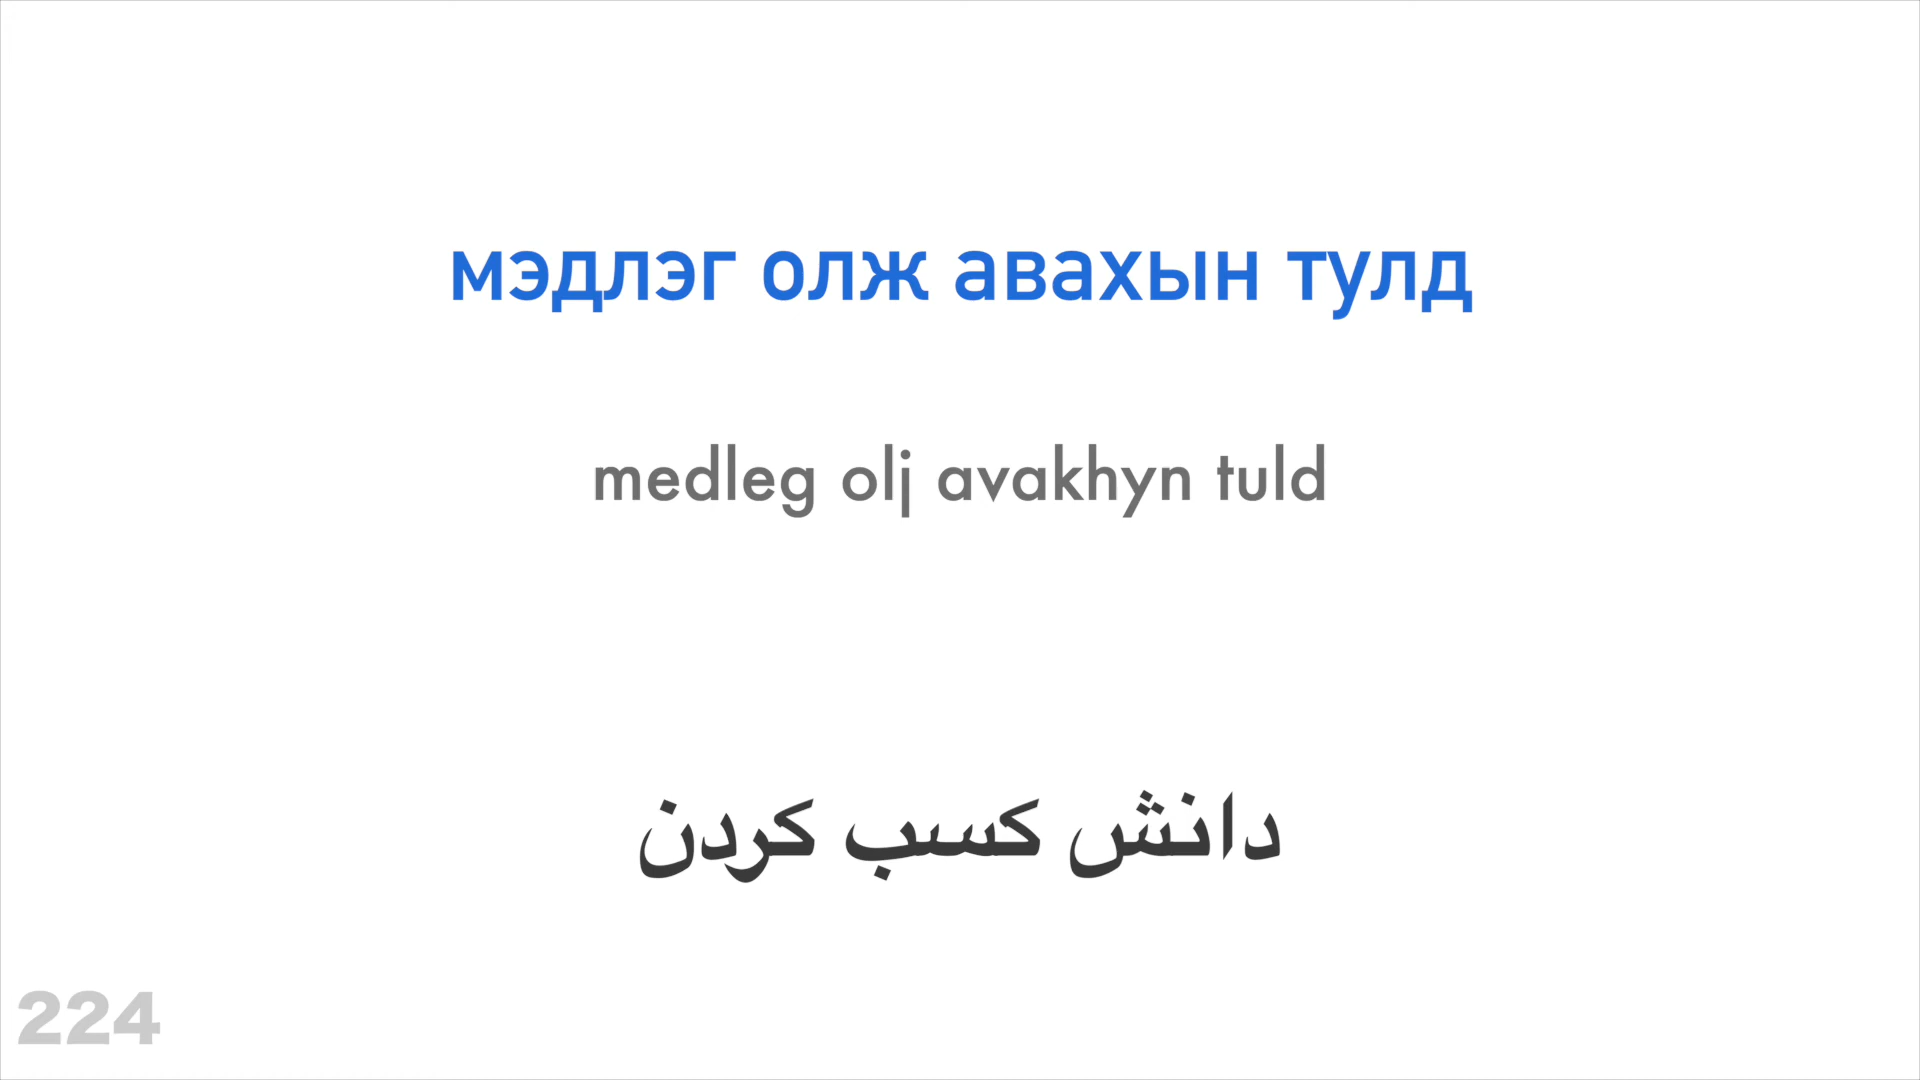 мэдлэг олж авахын тулд
medleg olj avakhyn tuld
دانش کسب کردن
224